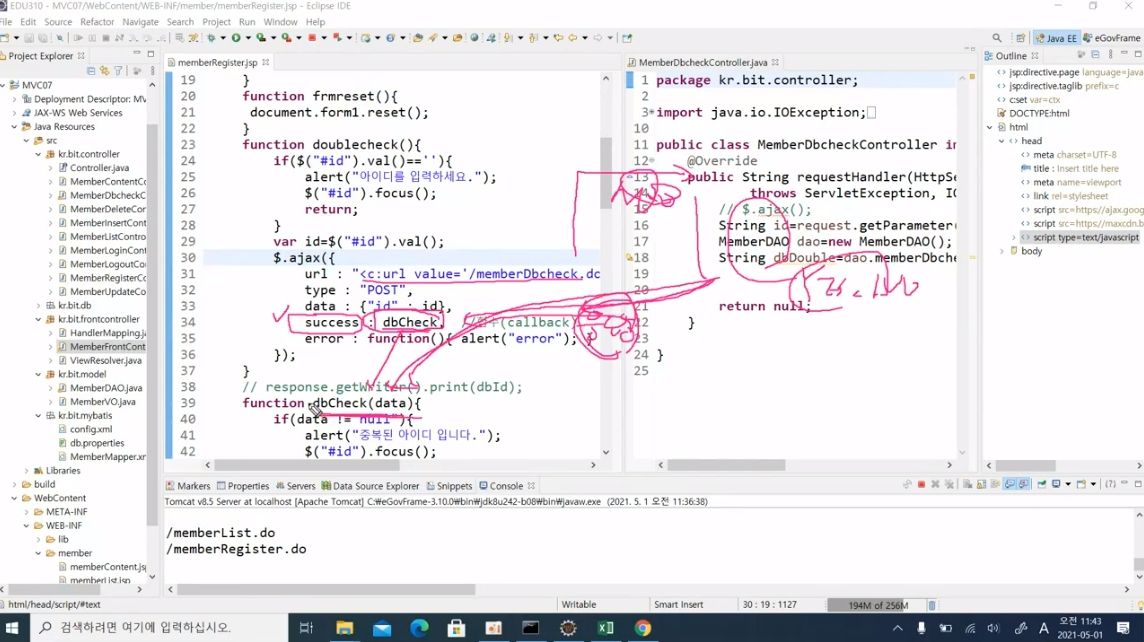 EDU310 - MVC07/WebContent/WEB-INF/member/memberRegister.jsp - Eclipse IDE
File Edit Source Refactor Navigate Search Project Run Window Help
Java EE
eGovFrame
Project Explorer
MVC07
Deployment Descriptor: MV
JAX-WS Web Services
Java Resources
src
kr.bit.controller
Controller.java
MemberContentC
MemberDbcheckC
MemberDeleteCon
MemberInsertCont
MemberListContro
MemberLoginCont
MemberLogoutCo
MemberRegisterCo
MemberUpdateCo
kr.bit.db
kr.bit.frontcontroller
HandlerMapping.j
MemberFrontCont
ViewResolver.java
kr.bit.model
MemberDAO.java
MemberVO.java
kr.bit.mybatis
config.xml
db.properties
MemberMapper.xm
Libraries
build
WebContent
META-INF
WEB-INF
lib
member
memberContent.jsp
memberList.jsp
memberRegister.jsp
19 }
20 function frmreset(){
21 document.form1.reset();
22 }
23 function doublecheck(){
24 if($("#id").val()==''){
25 alert("아이디를 입력하세요.");
26 $("#id").focus();
27 return;
28 }
29 var id=$("#id").val();
30 $.ajax({
31 url : "<c:url value='/memberDbcheck.do
32 type : "POST",
33 data : {"id" : id},
34 success : dbCheck, (callback)
35 error : function(){ alert("error"); }
36 });
37 }
38 // response.getWriter().print(dbId);
39 function dbCheck(data){
40 if(data != "null"){
41 alert("중복된 아이디 입니다.");
42 $("#id").focus();
MemberDbcheckController.java
1 package kr.bit.controller;
2
3 import java.io.IOException;
10
11 public class MemberDbcheckController im
12 @Override
13 public String requestHandler(HttpSe
14 throws ServletException, IO
15 // $.ajax();
16 String id=request.getParameter(
17 MemberDAO dao=new MemberDAO();
18 String dbDouble=dao.memberDbche
19
21 return null;
22 }
23
24 }
25
Outline
jsp:directive.page language=java
jsp:directive.taglib prefix=c
c:set var=ctx
DOCTYPE:html
html
head
meta charset=UTF-8
title : Insert title here
meta name=viewport
link rel=stylesheet
script src=https://ajax.goog
script src=https://maxcdn.b
script type=text/javascript
body
Markers Properties Servers Data Source Explorer Snippets Console
Tomcat v8.5 Server at localhost [Apache Tomcat] C:#eGovFrame-3.10.0#bin#jdk8u242-b08#bin#javaw.exe (2021. 5. 1 오전 11:36:38)
/memberList.do
/memberRegister.do
html/head/script/#text
Writable
Smart Insert
30 : 19 : 1127
194M of 256M
검색하려면 여기에 입력하십시오.
A
오전 11:43
2021-05-01